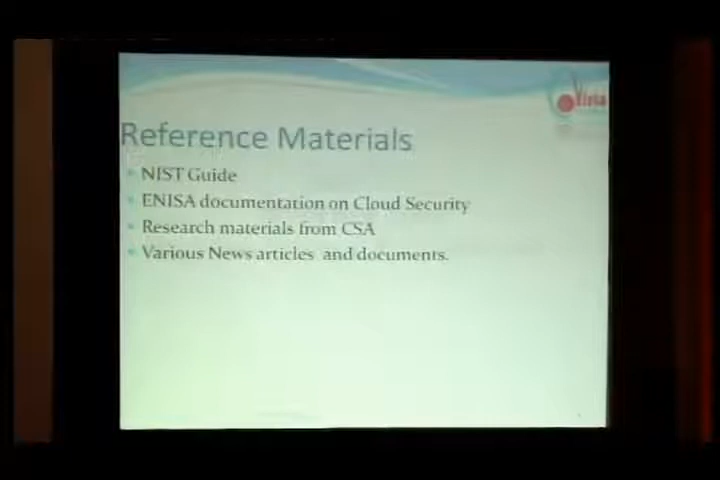 Reference Materials
NIST Guide
ENISA documentation on Cloud Security
Research materials from CSA
Various News articles and documents.